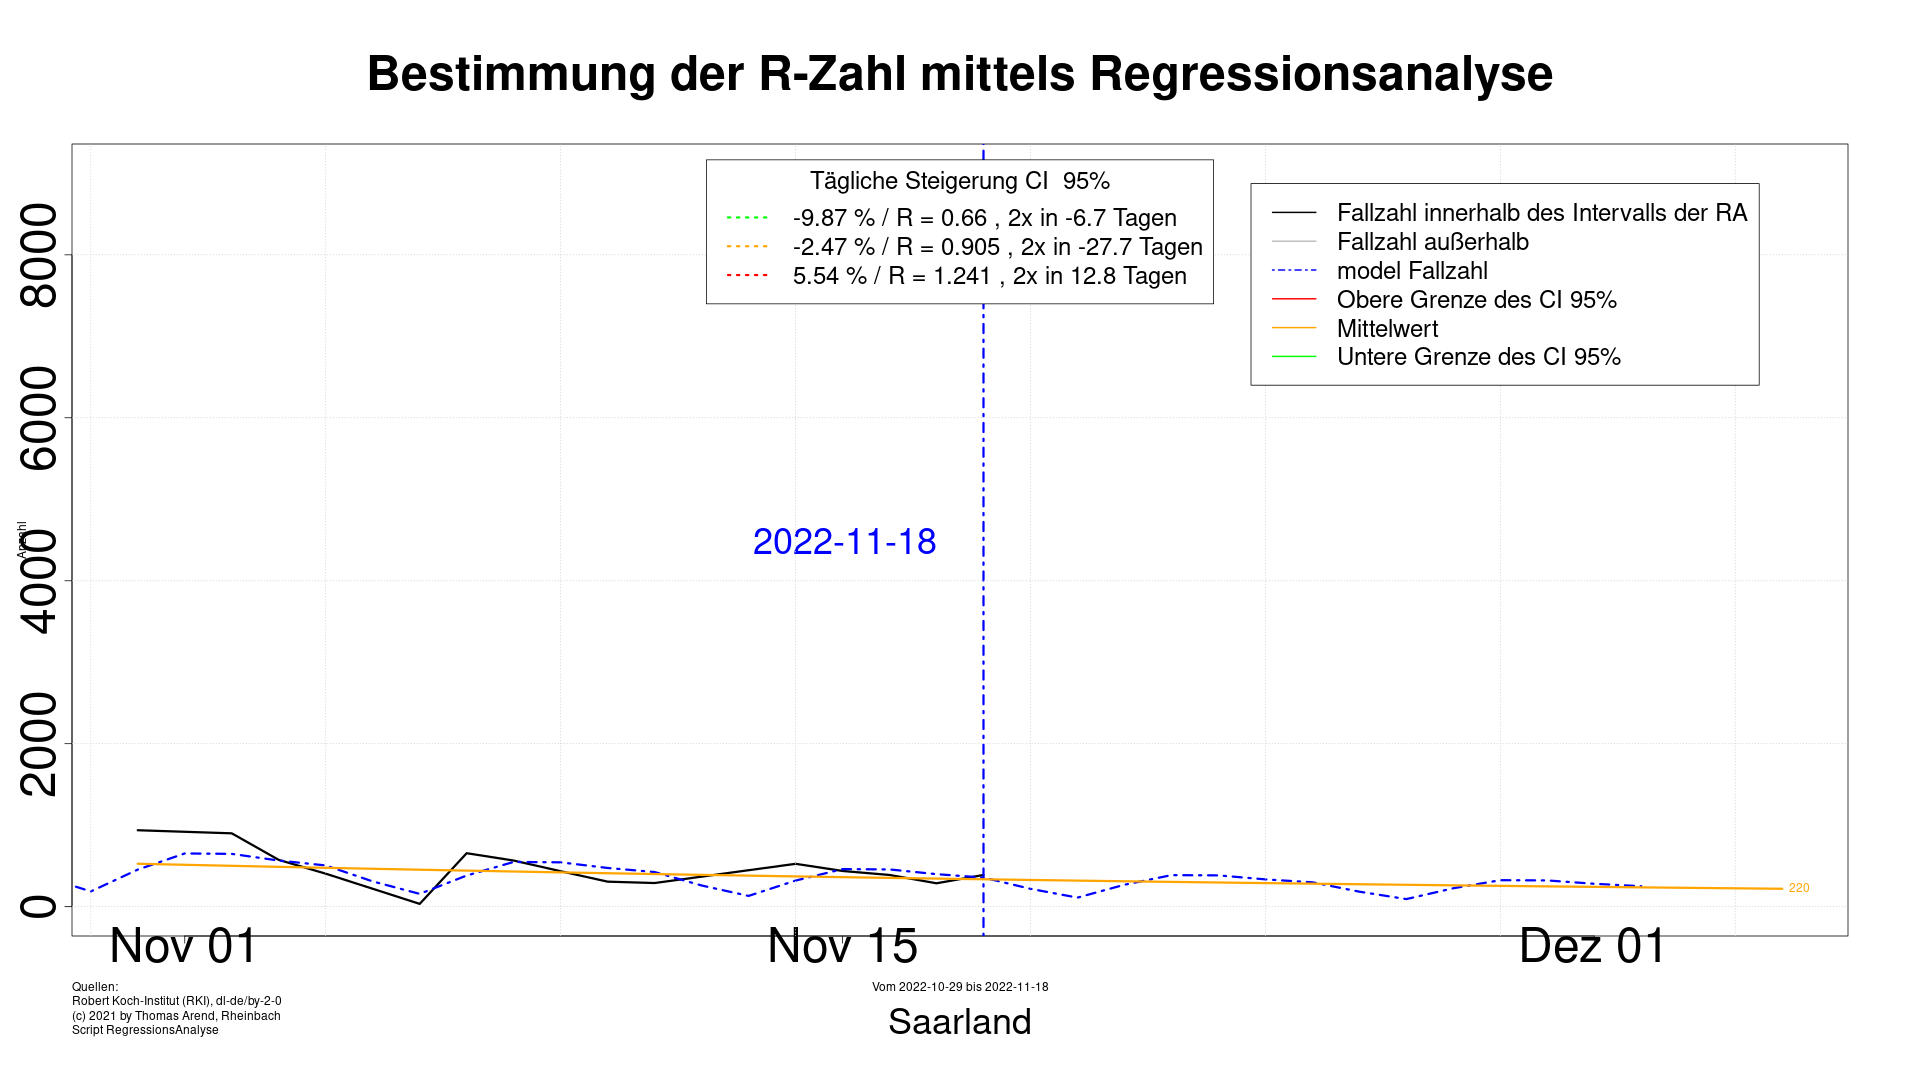 Bestimmung der R-Zahl mittels Regressionsanalyse
Tägliche Steigerung CI  95%
-9.87 % / R = 0.66 , 2x in -6.7 Tagen
-2.47 % / R = 0.905 , 2x in -27.7 Tagen
5.54 % / R = 1.241 , 2x in 12.8 Tagen
Fallzahl innerhalb des Intervalls der RA
Fallzahl außerhalb
model Fallzahl
Obere Grenze des CI 95%
Mittelwert
Untere Grenze des CI 95%
8000
6000
4000
2000
0
Anzahl
2022-11-18
220
Nov 01
Nov 15
Dez 01
Quellen:
Robert Koch-Institut (RKI), dl-de/by-2-0
(c) 2021 by Thomas Arend, Rheinbach
Script RegressionsAnalyse
Vom 2022-10-29 bis 2022-11-18
Saarland